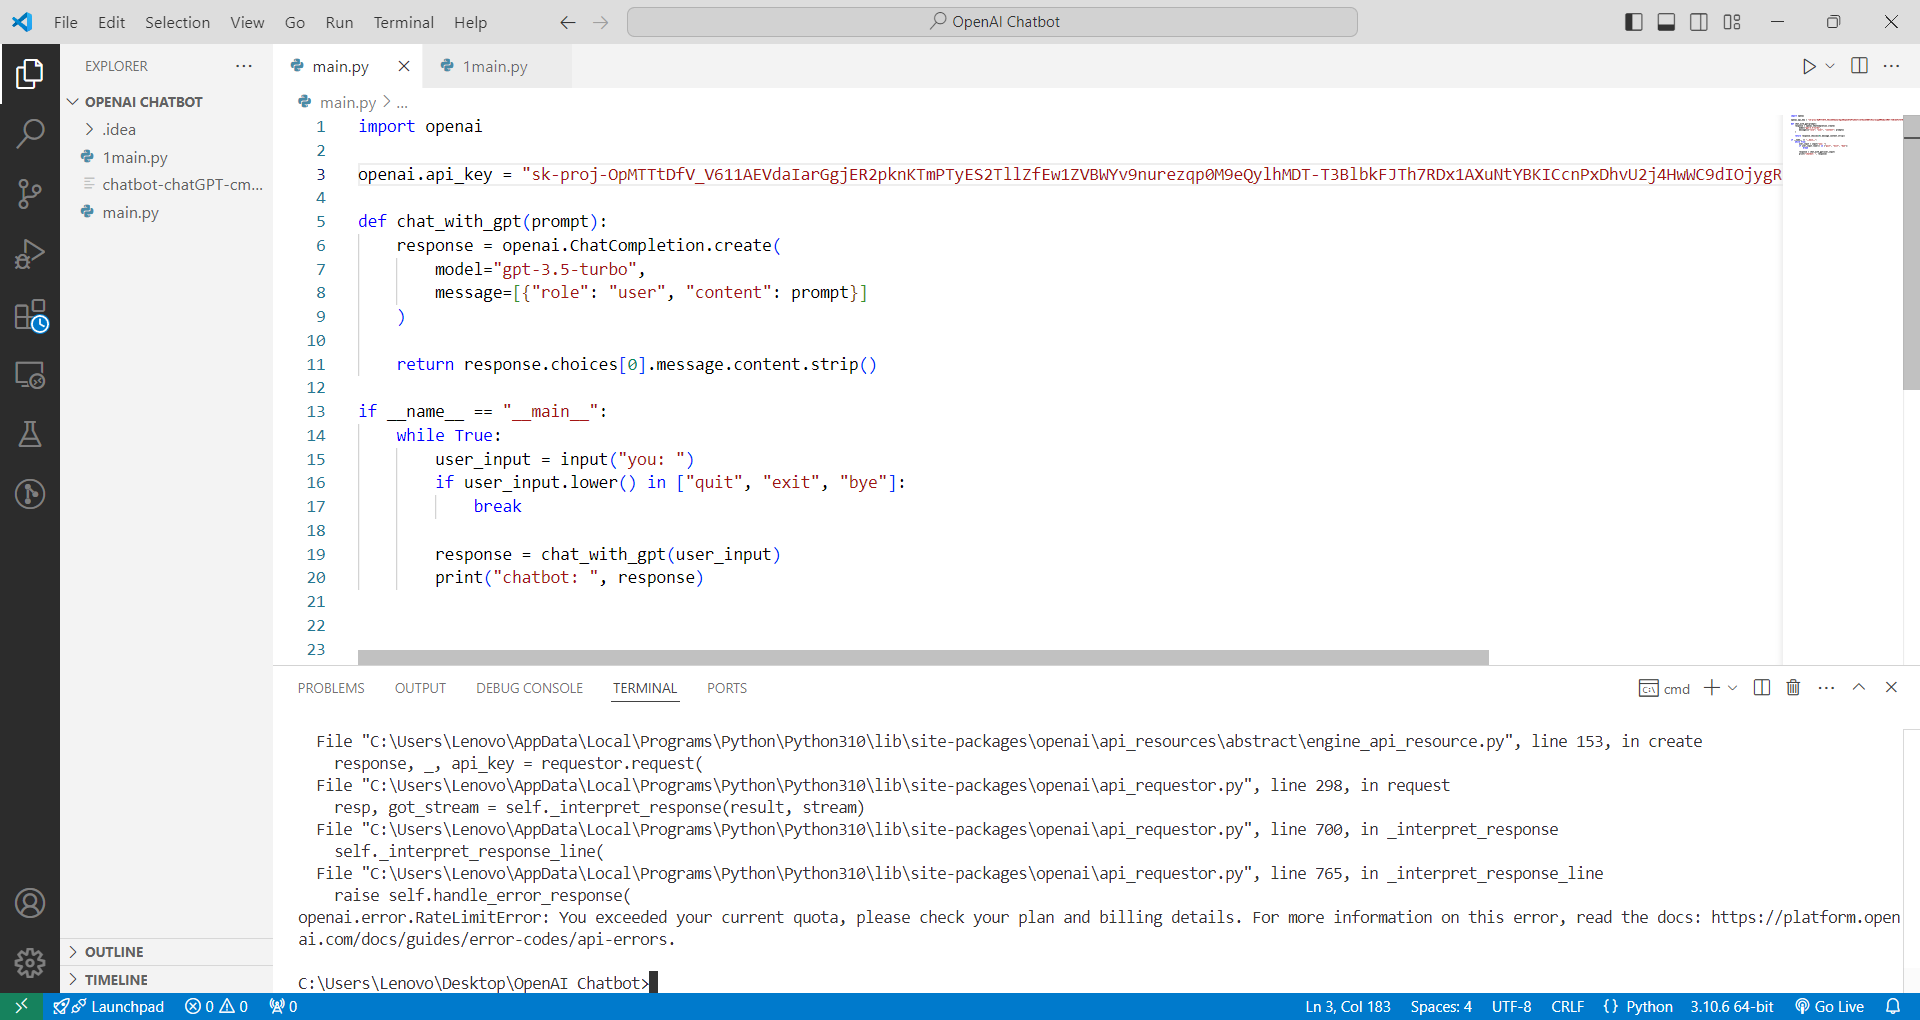 File Edit Selection View Go Run Terminal Help
OpenAI Chatbot
EXPLORER
OPENAI CHATBOT
.idea
1main.py
chatbot-chatGPT-cm...
main.py
OUTLINE
TIMELINE
main.py
1main.py
main.py > ...
1 import openai
2
3 openai.api_key = "[API key redacted]
4
5 def chat_with_gpt(prompt):
6 response = openai.ChatCompletion.create(
7 model="gpt-3.5-turbo",
8 message=[{"role": "user", "content": prompt}]
9 )
10
11 return response.choices[0].message.content.strip()
12
13 if __name__ == "__main__":
14 while True:
15 user_input = input("you: ")
16 if user_input.lower() in ["quit", "exit", "bye"]:
17 break
18
19 response = chat_with_gpt(user_input)
20 print("chatbot: ", response)
21
22
23
PROBLEMS OUTPUT DEBUG CONSOLE TERMINAL PORTS
cmd
File "C:\Users\Lenovo\AppData\Local\Programs\Python\Python310\lib\site-packages\openai\api_resources\abstract\engine_api_resource.py", line 153, in create
response, _, api_key = requestor.request(
File "C:\Users\Lenovo\AppData\Local\Programs\Python\Python310\lib\site-packages\openai\api_requestor.py", line 298, in request
resp, got_stream = self._interpret_response(result, stream)
File "C:\Users\Lenovo\AppData\Local\Programs\Python\Python310\lib\site-packages\openai\api_requestor.py", line 700, in _interpret_response
self._interpret_response_line(
File "C:\Users\Lenovo\AppData\Local\Programs\Python\Python310\lib\site-packages\openai\api_requestor.py", line 765, in _interpret_response_line
raise self.handle_error_response(
openai.error.RateLimitError: You exceeded your current quota, please check your plan and billing details. For more information on this error, read the docs: https://platform.open
ai.com/docs/guides/error-codes/api-errors.
C:\Users\Lenovo\Desktop\OpenAI Chatbot>
Launchpad 0 0 0
Ln 3, Col 183 Spaces: 4 UTF-8 CRLF {} Python 3.10.6 64-bit Go Live